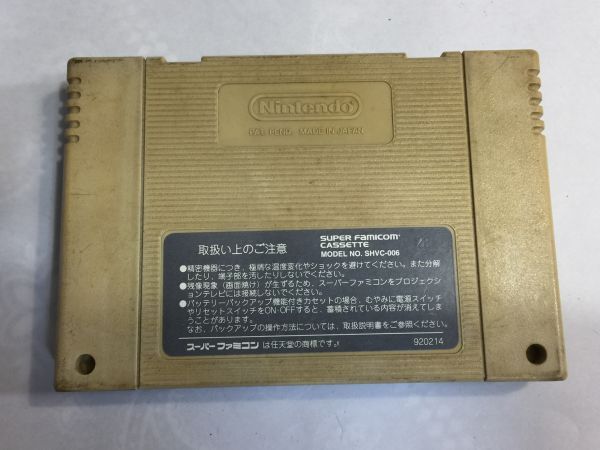 Nintendo
PAT. PEND. MADE IN JAPAN
取扱い上のご注意
SUPER FAMICOM
CASSETTE
MODEL NO. SHVC-006
●精密機器につき、極端な温度変化やショックを避けてください。また分解
したり、端子部を汚したりしないでください。
●残像現象（画面焼け）が生ずるため、スーパーファミコンをプロジェクショ
ンテレビには接続しないでください。
●バッテリーバックアップ機能付きカセットの場合、むやみに電源スイッチ
やリセットスイッチをON・OFFすると、蓄積されている内容が消えてしま
うことがあります。
なお、バックアップの操作方法については、取扱説明書をご参照ください。
スーパーファミコンは任天堂の商標です。
920214